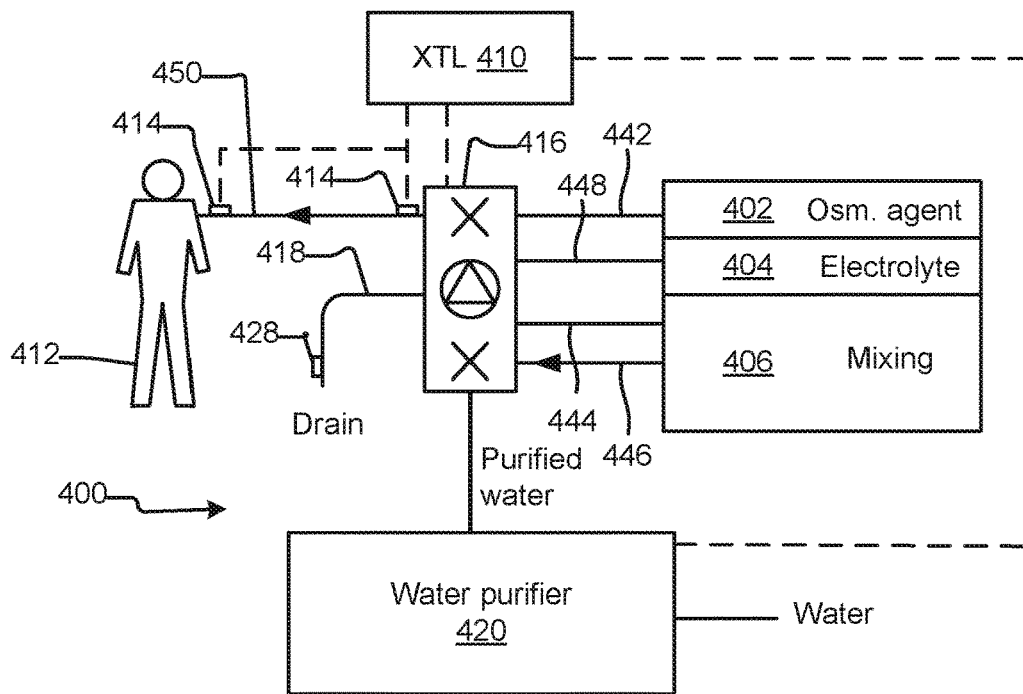 XTL 410
450
414
416
442
414
448
402 Osm. agent
418
404 Electrolyte
428
406 Mixing
412
Drain
444
446
Purified
water
400
Water purifier
420
Water